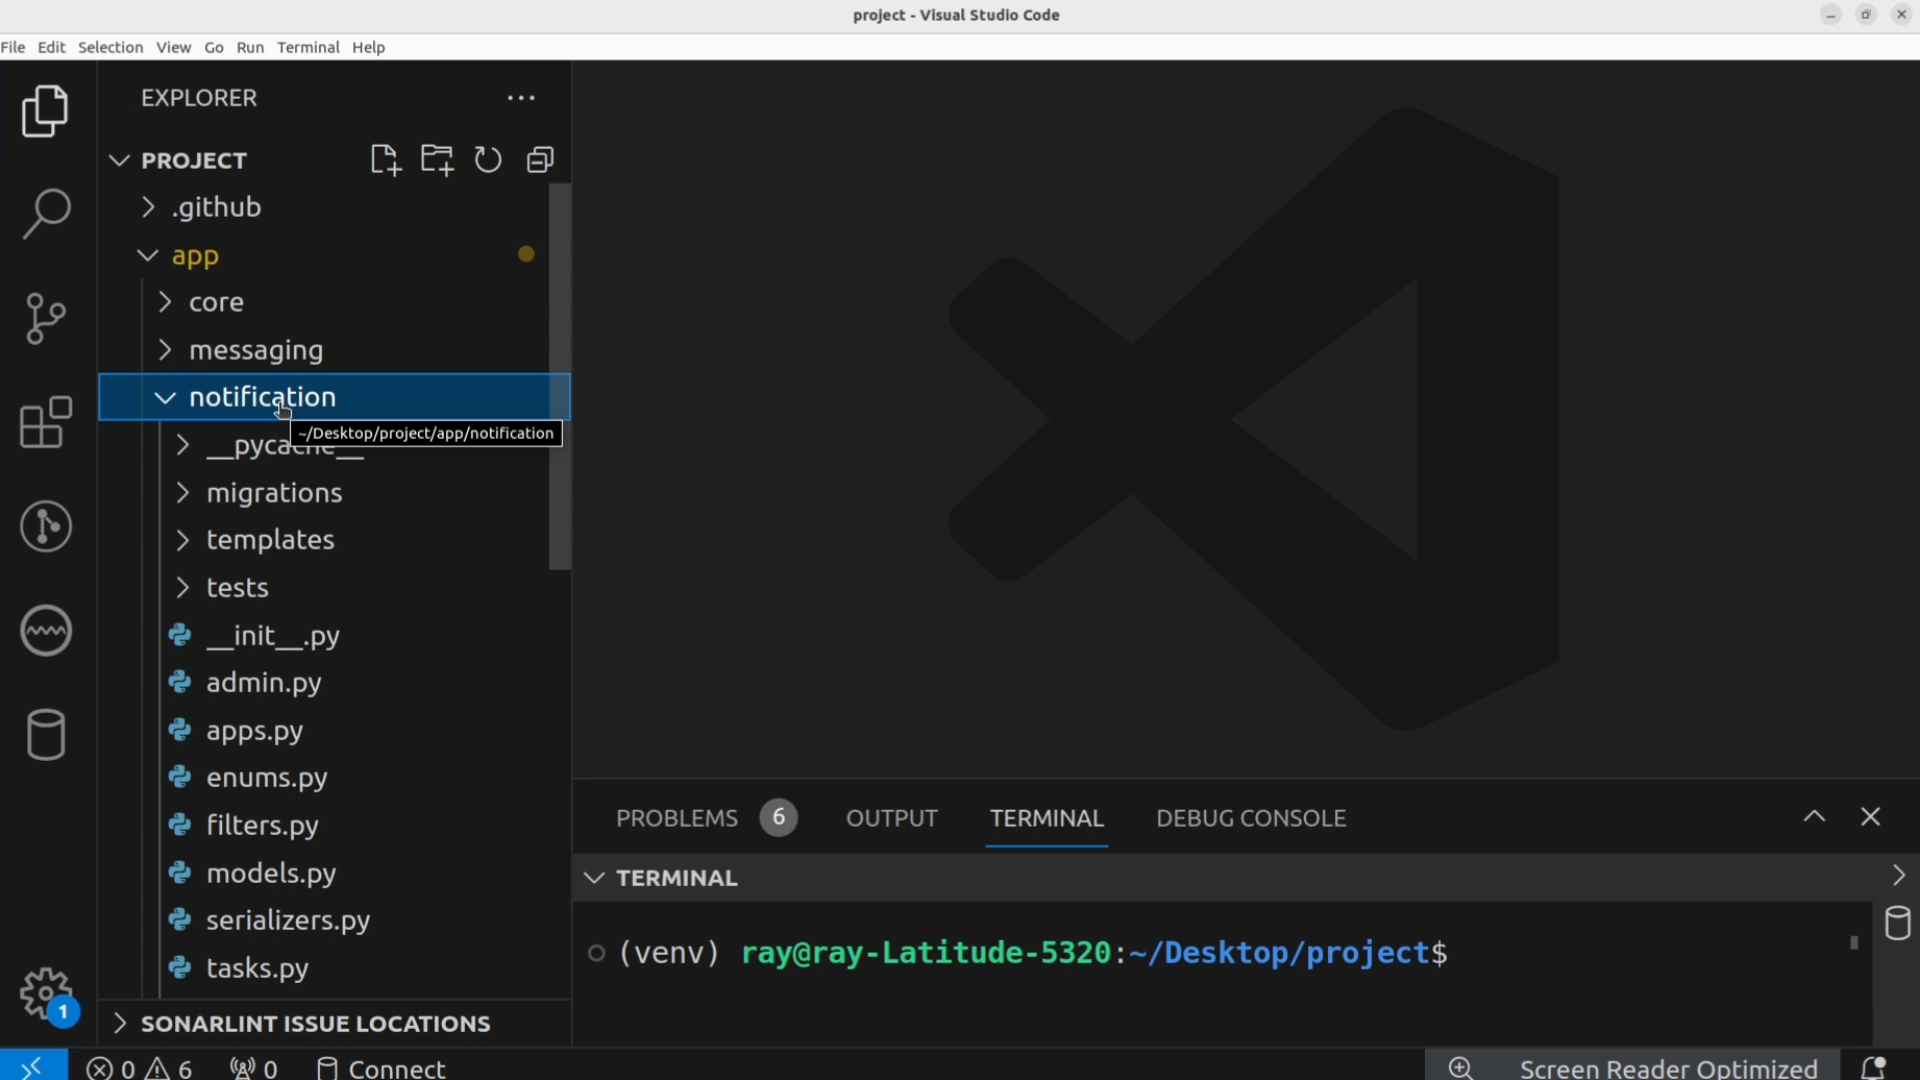 project - Visual Studio Code
File Edit Selection View Go Run Terminal Help
EXPLORER
PROJECT
.github
app
core
messaging
notification
~/Desktop/project/app/notification
migrations
templates
tests
__init__.py
admin.py
apps.py
enums.py
filters.py
models.py
serializers.py
tasks.py
SONARLINT ISSUE LOCATIONS
1
PROBLEMS 6 OUTPUT TERMINAL DEBUG CONSOLE
TERMINAL
(venv) ray@ray-Latitude-5320:~/Desktop/project$
0 6 0 Connect Screen Reader Optimized